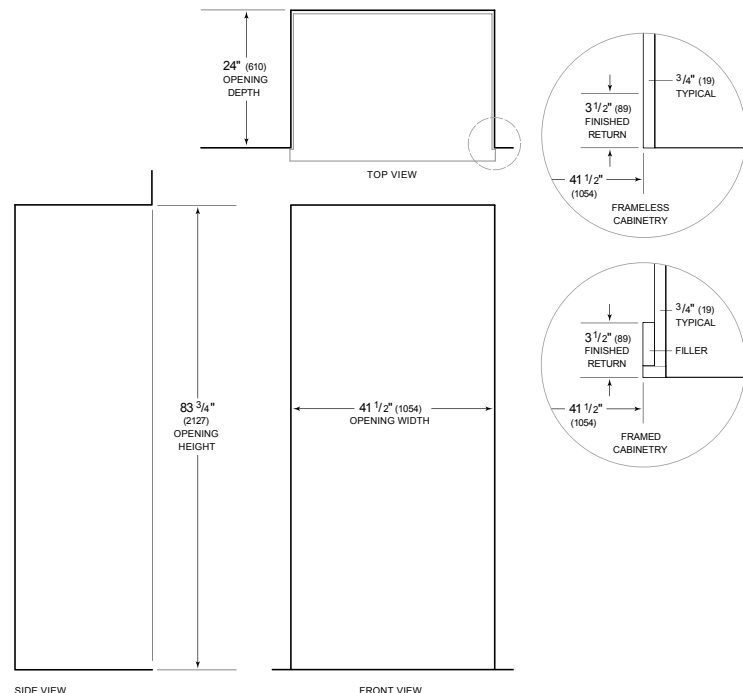 24" (610)
OPENING
DEPTH
TOP VIEW
3/4" (19)
TYPICAL
3 1/2" (89)
FINISHED
RETURN
41 1/2"
(1054)
FRAMELESS
CABINETRY
3/4" (19)
TYPICAL
3 1/2" (89)
FINISHED
RETURN
FILLER
41 1/2"
(1054)
FRAMED
CABINETRY
83 3/4"
(2127)
OPENING
HEIGHT
41 1/2" (1054)
OPENING WIDTH
SIDE VIEW
FRONT VIEW